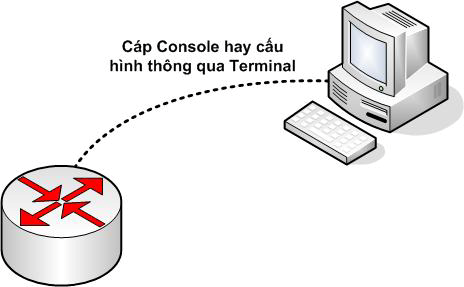 Cáp Console hay cấu
hình thông qua Terminal